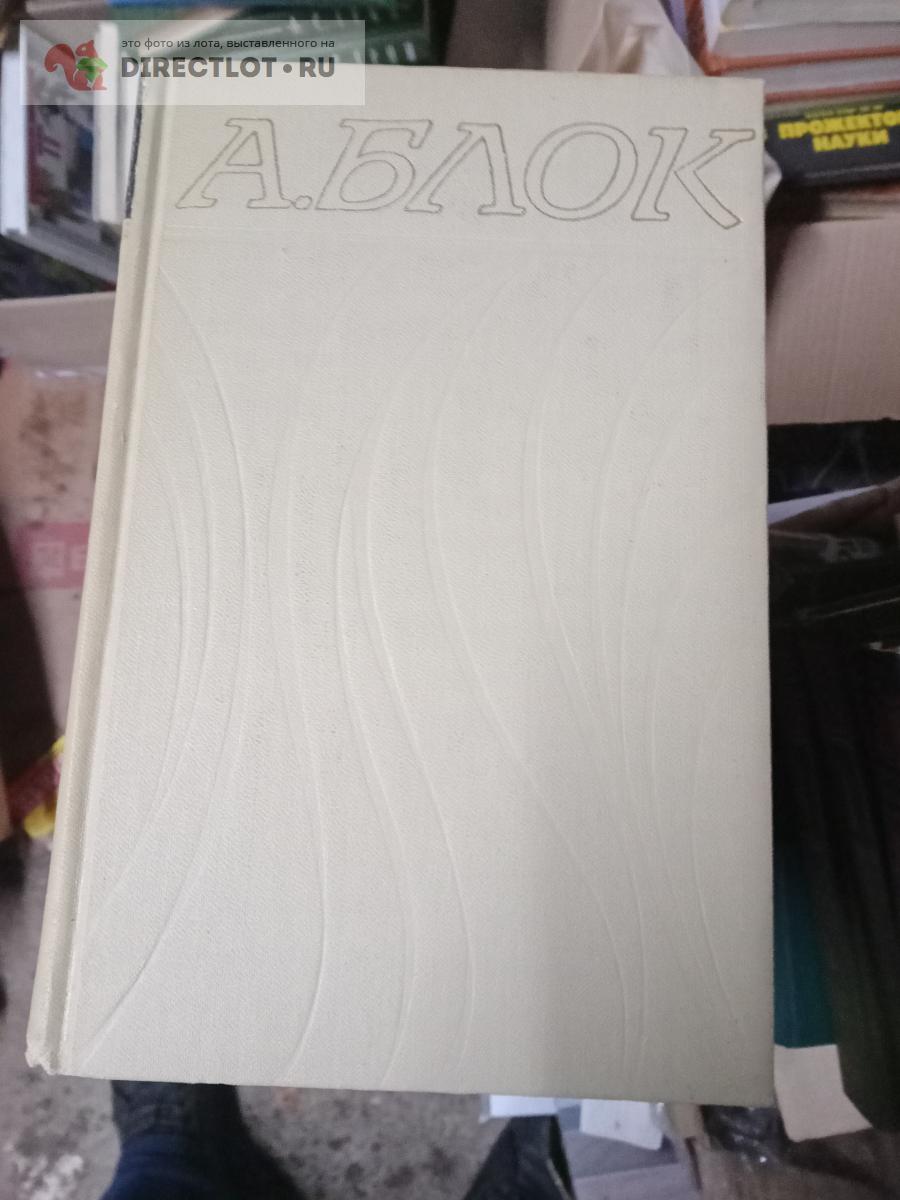 это фото из лота, выставленного на
DIRECTLOT•RU
А.БЛОК
ПРОЖЕКТОР
НАУКИ